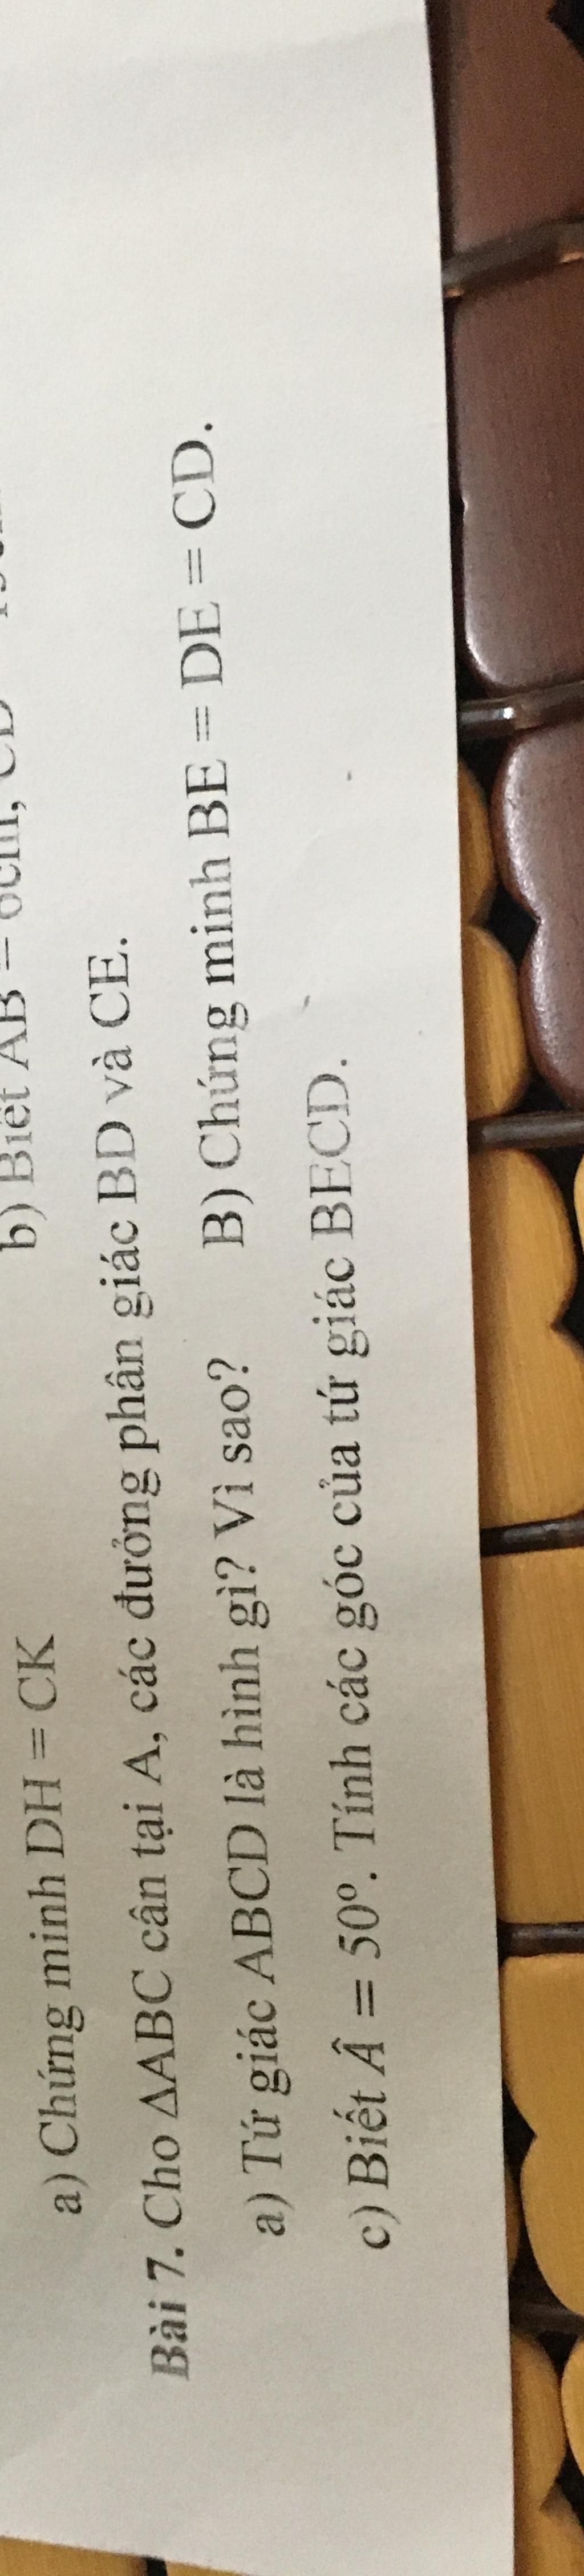 b) Biết AB =
a) Chứng minh DH = CK
Bài 7. Cho ΔABC cân tại A, các đường phân giác BD và CE.
a) Tứ giác ABCD là hình gì? Vì sao? B) Chứng minh BE = DE = CD.
c) Biết Â = 50°. Tính các góc của tứ giác BECD.